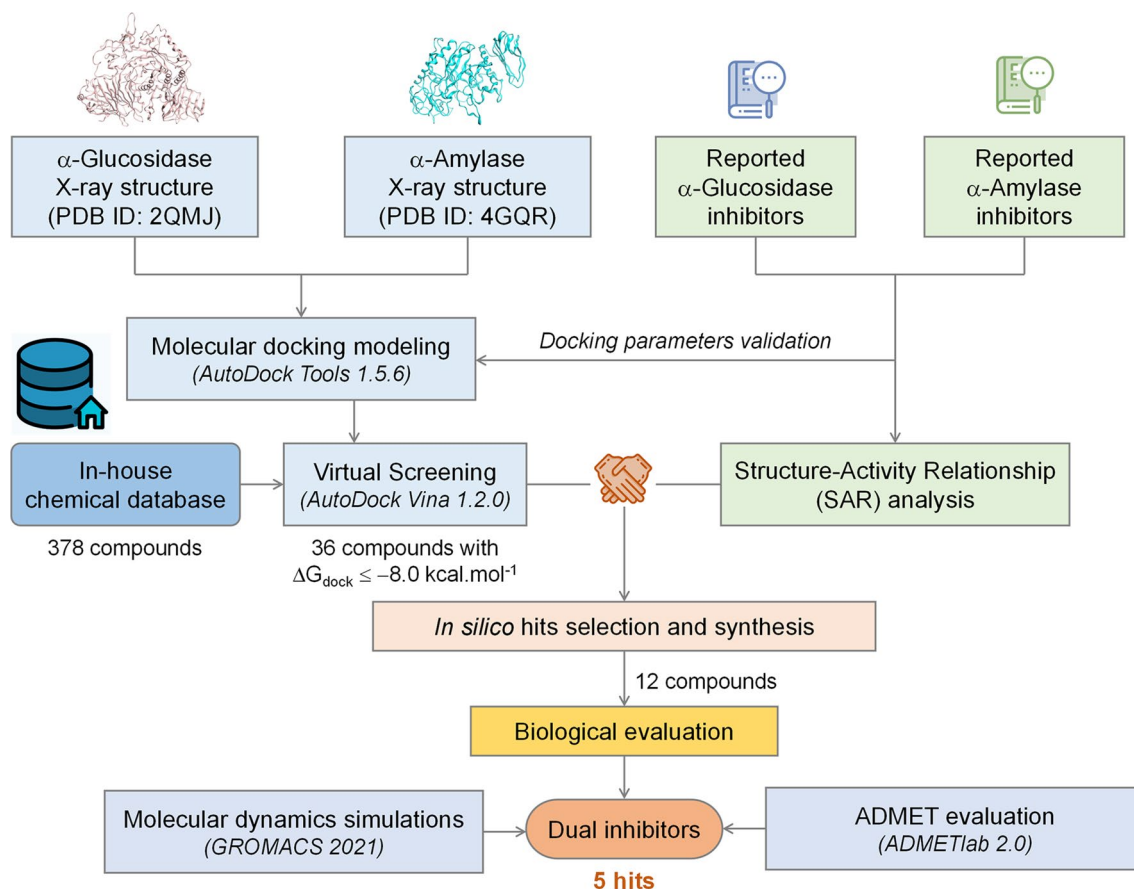 α-Glucosidase
X-ray structure
(PDB ID: 2QMJ)
α-Amylase
X-ray structure
(PDB ID: 4GQR)
Reported
α-Glucosidase
inhibitors
Reported
α-Amylase
inhibitors
Molecular docking modeling
(AutoDock Tools 1.5.6)
Docking parameters validation
In-house
chemical database
378 compounds
Virtual Screening
(AutoDock Vina 1.2.0)
36 compounds with
ΔGdock ≤ −8.0 kcal.mol-1
Structure-Activity Relationship
(SAR) analysis
In silico hits selection and synthesis
12 compounds
Biological evaluation
Molecular dynamics simulations
(GROMACS 2021)
Dual inhibitors
5 hits
ADMET evaluation
(ADMETlab 2.0)